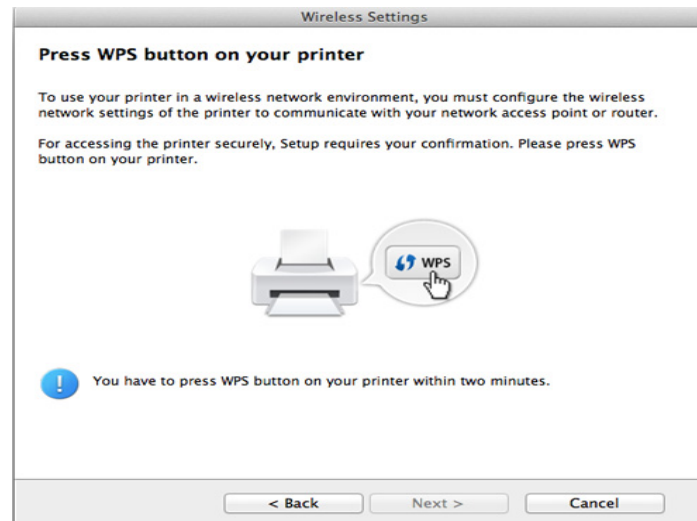 Wireless Settings
Press WPS button on your printer
To use your printer in a wireless network environment, you must configure the wireless
network settings of the printer to communicate with your network access point or router.
For accessing the printer securely, Setup requires your confirmation. Please press WPS
button on your printer.
WPS
You have to press WPS button on your printer within two minutes.
< Back
Next >
Cancel